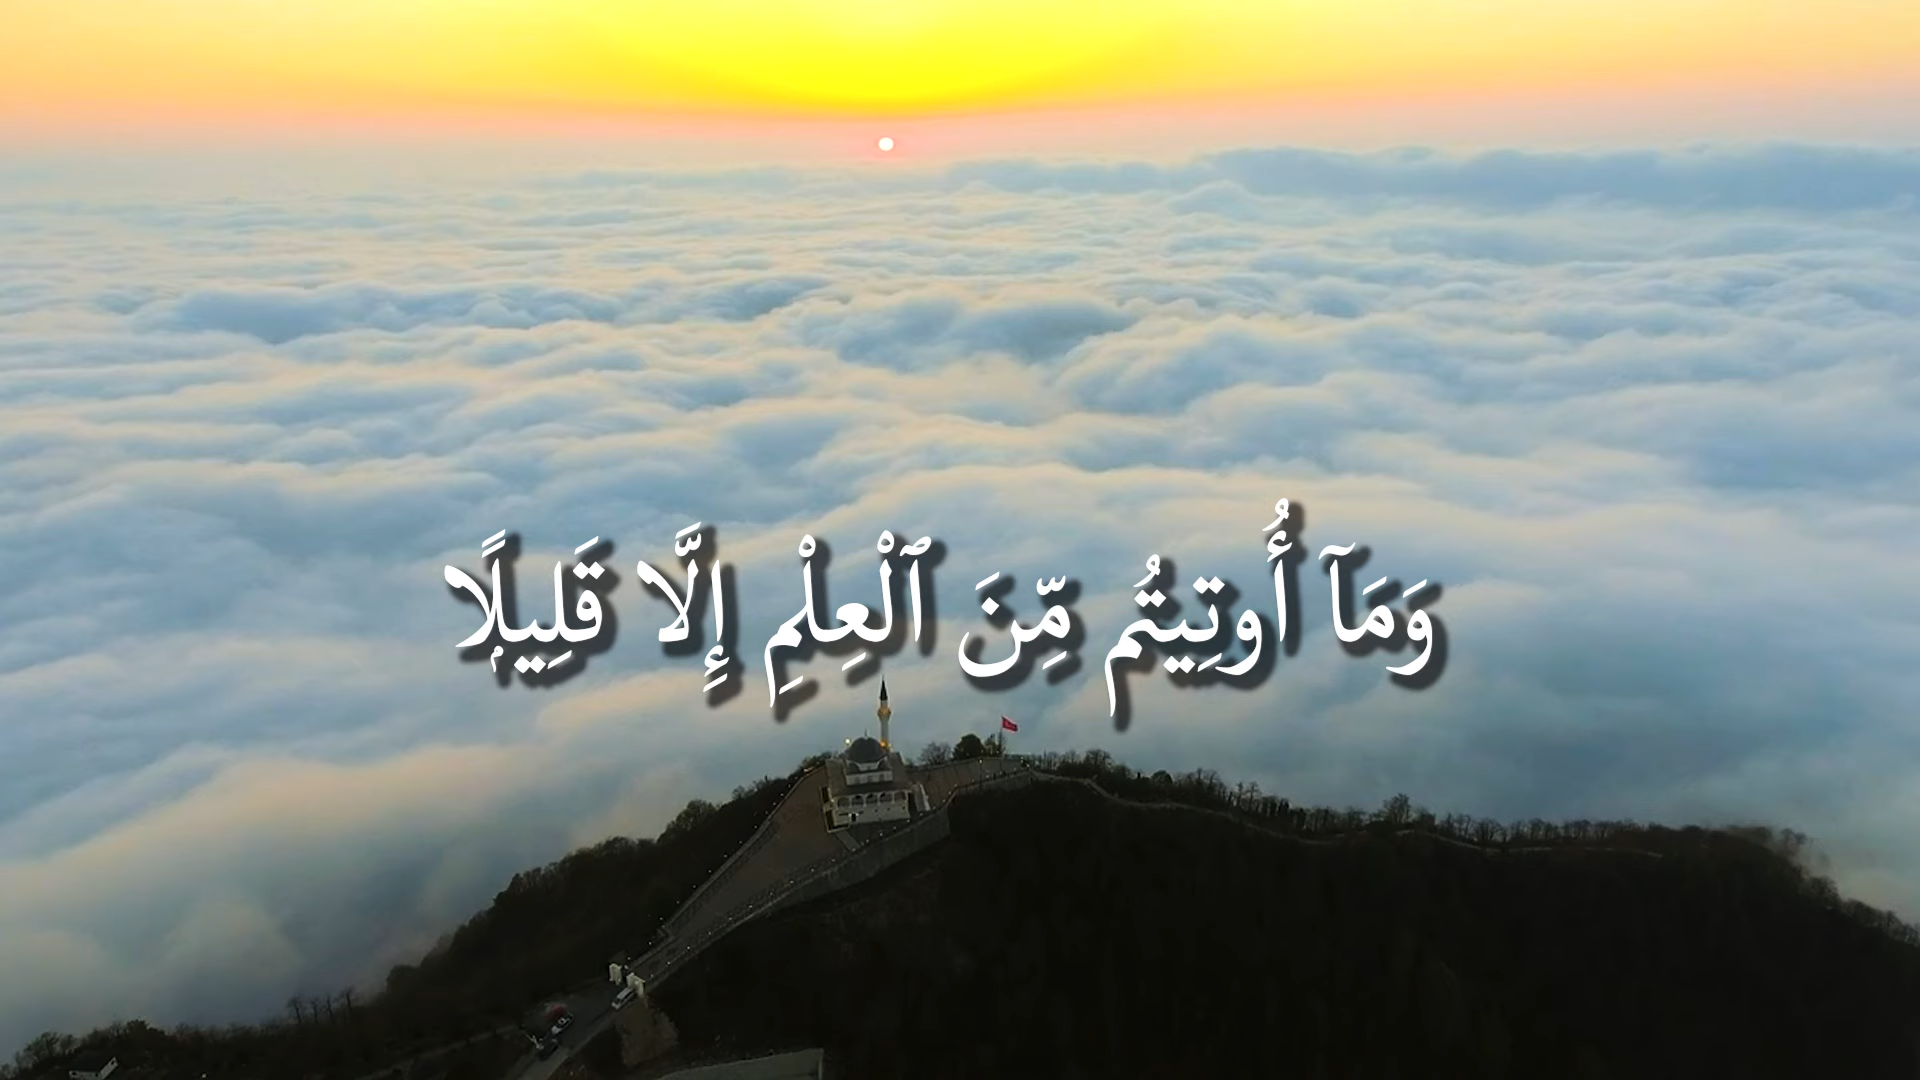 وَمَآ أُوتِيتُم مِّنَ ٱلْعِلْمِ إِلَّا قَلِيلًۭا